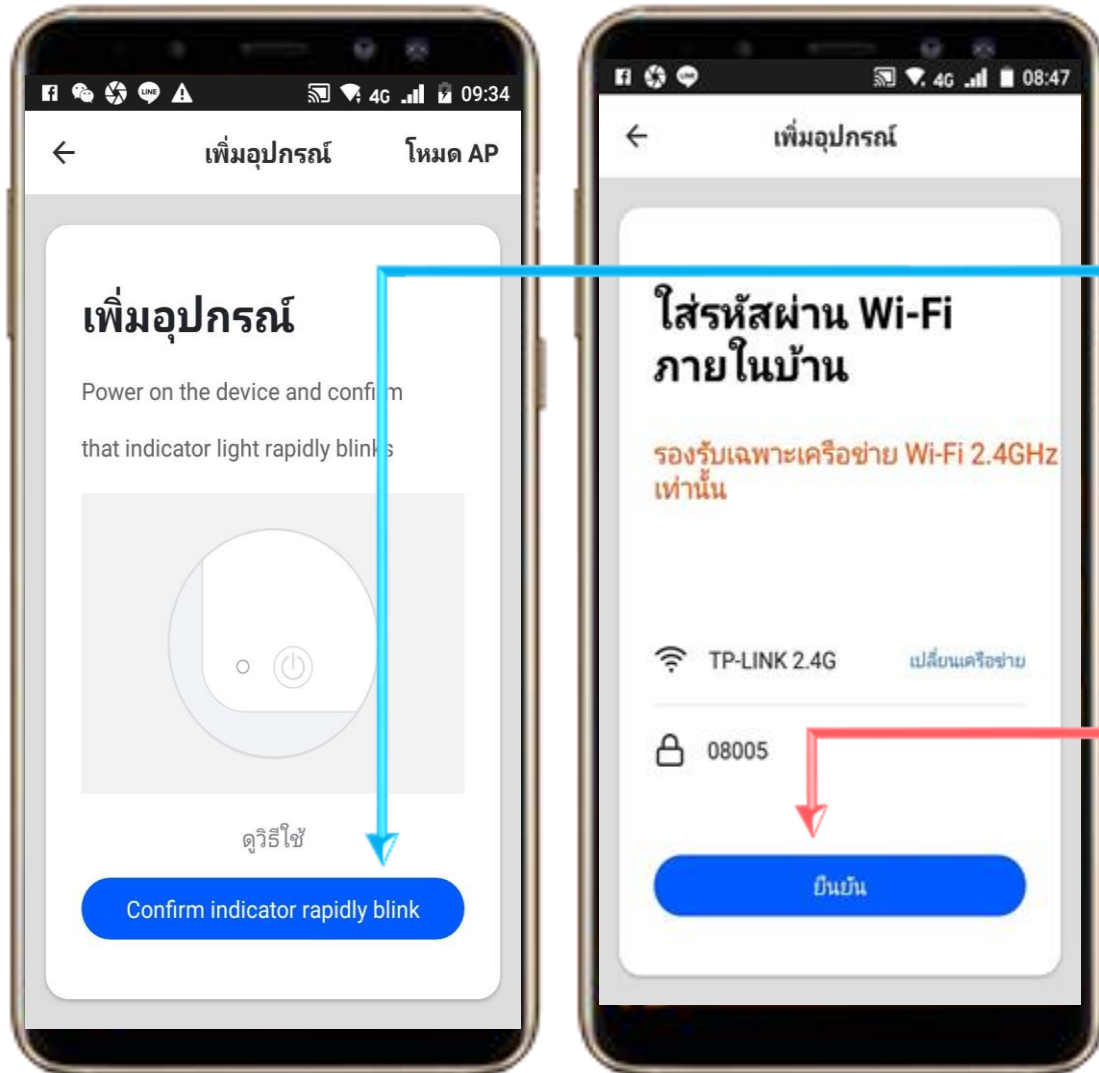 LINE
4G
09:34
เพิ่มอุปกรณ์
โหมด AP
เพิ่มอุปกรณ์
Power on the device and confirm
that indicator light rapidly blinks
ดูวิธีใช้
Confirm indicator rapidly blink
LINE
4G
08:47
เพิ่มอุปกรณ์
ใส่รหัสผ่าน Wi-Fi
ภายในบ้าน
รองรับเฉพาะเครือข่าย Wi-Fi 2.4GHz
เท่านั้น
TP-LINK 2.4G
เปลี่ยนเครือข่าย
08005
ยืนยัน